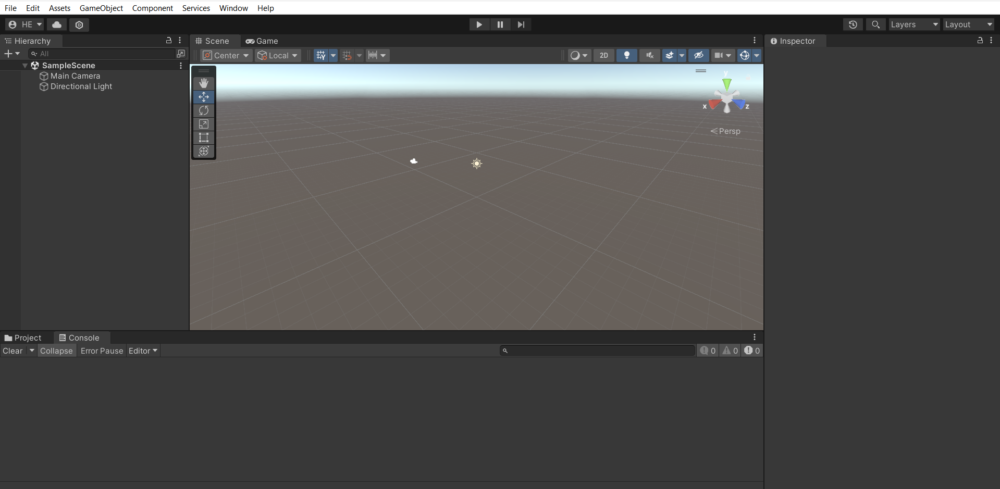 File Edit Assets GameObject Component Services Window Help
HE Layers Layout
Hierarchy Scene Game Inspector
All Center Local 2D
SampleScene
Main Camera
Directional Light
y
x z
Persp
Project Console
Clear Collapse Error Pause Editor 0 0 0